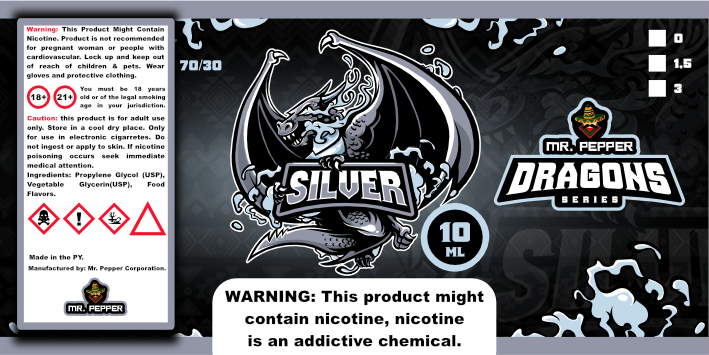 Warning: This Product Might Contain
Nicotine. Product is not recommended
for pregnant woman or people with
cardiovascular. Lock up and keep out
of reach of children & pets. Wear
gloves and protective clothing.
18+ 21+
You must be 18 years
old or of the legal smoking
age in your jurisdiction.
Caution: this product is for adult use
only. Store in a cool dry place. Only
for use in electronic cigarretes. Do
not ingest or apply to skin. If nicotine
poisoning occurs seek immediate
medical attention.
Ingredients: Propylene Glycol (USP),
Vegetable Glycerin(USP), Food
Flavors.
Made in the PY.
Manufactured by: Mr. Pepper Corporation.
MR. PEPPER
70/30
SILVER
10
ML
WARNING: This product might
contain nicotine, nicotine
is an addictive chemical.
0
1,5
3
MR. PEPPER
DRAGONS
SERIES
SILVER